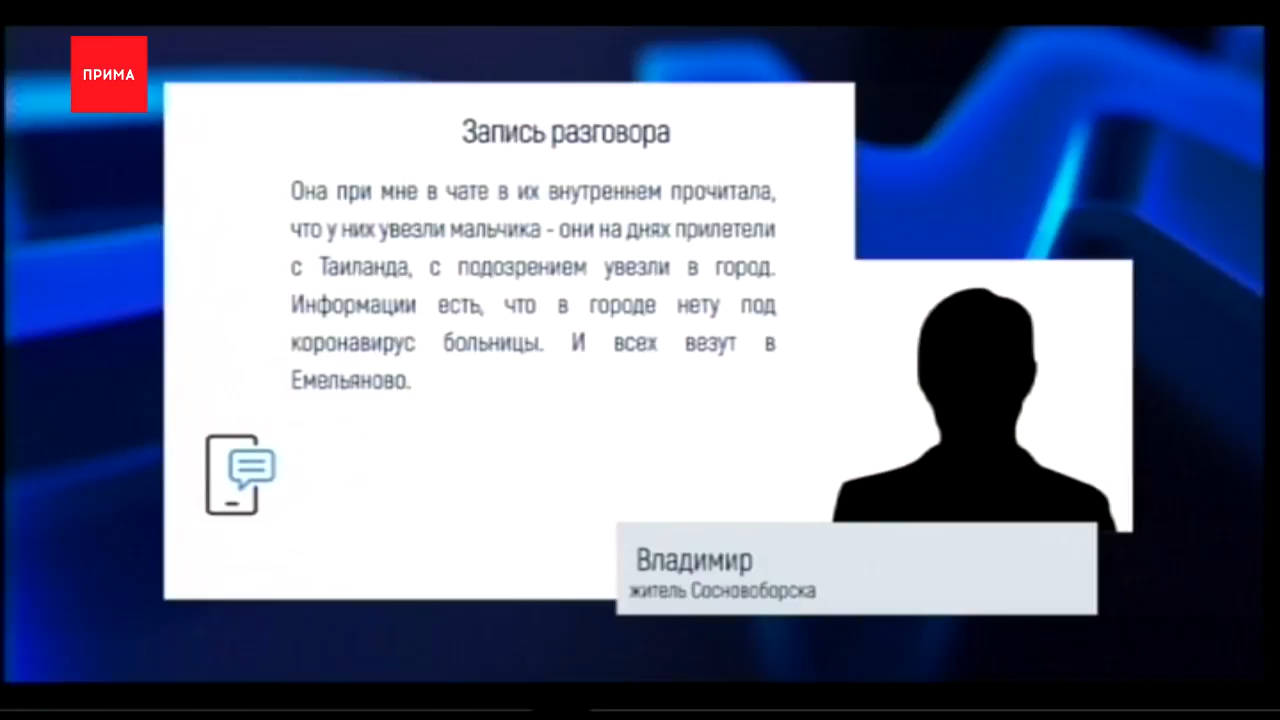 ПРИМА
Запись разговора
Она при мне в чате в их внутреннем прочитала,
что у них увезли мальчика - они на днях прилетели
с Таиланда, с подозрением увезли в город.
Информации есть, что в городе нету под
коронавирус больницы. И всех везут в
Емельяново.
Владимир
житель Сосновоборска